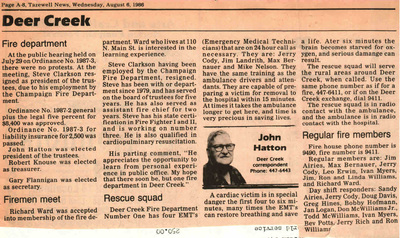 Page A-8, Tazewell News, Wednesday, August 6, 1986
Deer Creek
Fire department
At the public hearing held on
July 29 on Ordinance No. 1987-3,
there were no protests. At the
meeting, Steve Clarkson re-
signed as president of the trus-
tees, due to his employment by
the Champaign Fire Depart-
ment.
Ordinance No. 1987-2 general
plus the legal five percent for
$8,400 was approved.
Ordinance No. 1987-3 for
liability insurance for $2,500 was
passed.
John Hatton was elected
president of the trustees.
Robert Knouse was elected
as treasurer.
Gary Flannigan was elected
as secretary.
Firemen meet
Richard Ward was accepted
into membership of the fire de-
partment. Ward who lives at 110
N. Main St. is interested in the
learning experience.
Steve Clarkson having been
employed by the Champaign
Fire Department, resigned.
Steve has been with our depart-
ment since 1979, and has served
on the board of trustees for five
years. He has also served as
assistant fire chief for two
years. Steve has his state certi-
fication in Fire Fighter I and II,
and is working on number
three. He is also qualified in
cardiopulminary resuscitation.
His parting comment, "He
appreciates the opportunity to
learn from personal experience
in public office. My hope
that there soon be, but one fire
department in Deer Creek."
Rescue squad
Deer Creek Fire Department
Number One has four EMT's
(Emergency Medical Techni-
cians) that are on 24 hour call as
necessary. They are: Jerry
Cody, Jim Landrith, Max Ber-
nauer and Mike Nelson. They
have the same training as the
ambulance drivers and atten-
dants. They are capable of pre-
paring a victim for removal to
the hospital within 15 minutes.
At times it takes the ambulance
longer to get here, and time is
very precious in saving lives.
John
Hatton
Deer Creek
correspondent
Phone: 447-6443
A cardiac victim is in special
danger the first four to six mi-
nutes, many times the EMT's
can restore breathing and save
a life. After six minutes the
brain becomes starved for ox-
ygen, and serious damage can
result.
The rescue squad will serve
the rural areas around Deer
Creek, when called. Use the
same phone number as if for a
fire, 447-6411, or if on the Deer
Creek exchange, dial 911.
The rescue squad is in radio
contact with the ambulance,
and the ambulance is in radio
contact with the hospital.
Regular fire members
Fire house phone number is
9490, fire number is 9411.
Regular members are: Jim
Airies, Max Bernauer, Jerry
Cody, Leo Erwin, Ivan Myers,
Jim, Ron and Linda Williams,
and Richard Ward.
Day shift responders: Sandy
Airies, Jerry Cody, Doug Davis,
Greg Hines, Bobby Hofmann,
Jan Logan, Don McWilliams Jr.,
Todd McWilliams, Ivan Myers,
Rev Potts, Jerry Rich and Ron
Williams